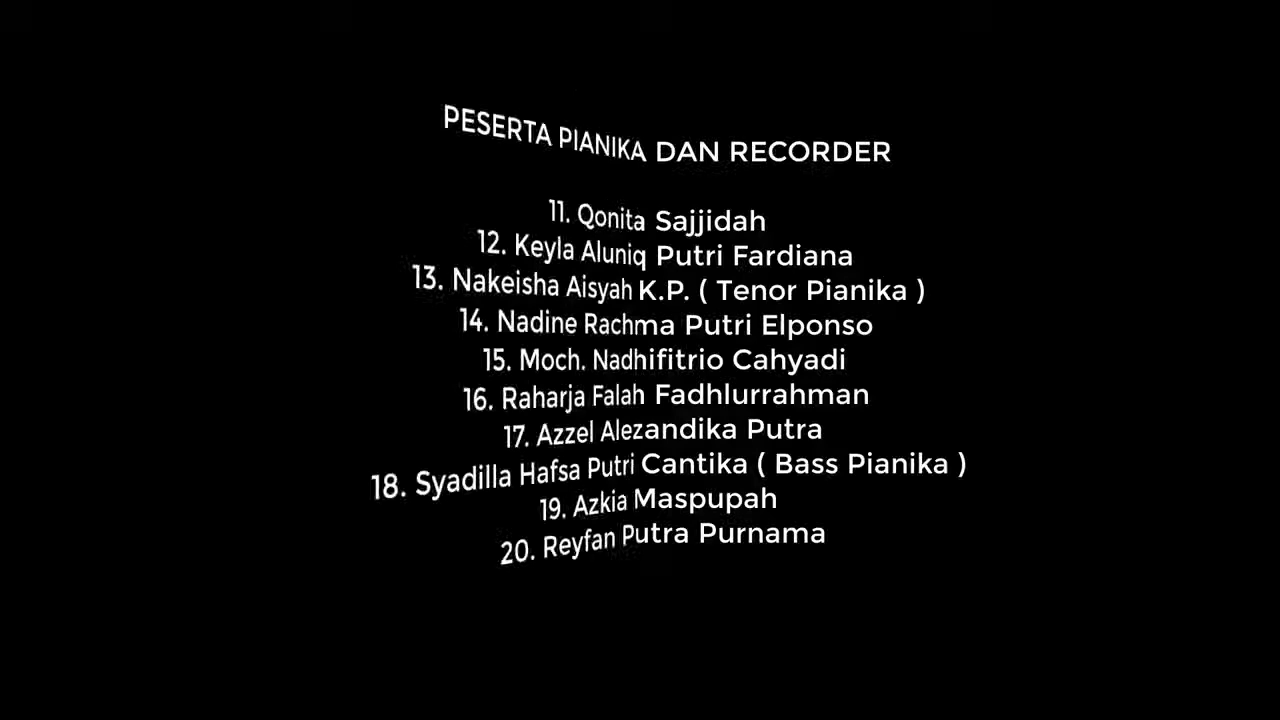 PESERTA PIANIKA DAN RECORDER
11. Qonita Sajjidah
12. Keyla Aluniq Putri Fardiana
13. Nakeisha Aisyah K.P. ( Tenor Pianika )
14. Nadine Rachma Putri Elponso
15. Moch. Nadhifitrio Cahyadi
16. Raharja Falah Fadhlurrahman
17. Azzel Alezandika Putra
18. Syadilla Hafsa Putri Cantika ( Bass Pianika )
19. Azkia Maspupah
20. Reyfan Putra Purnama